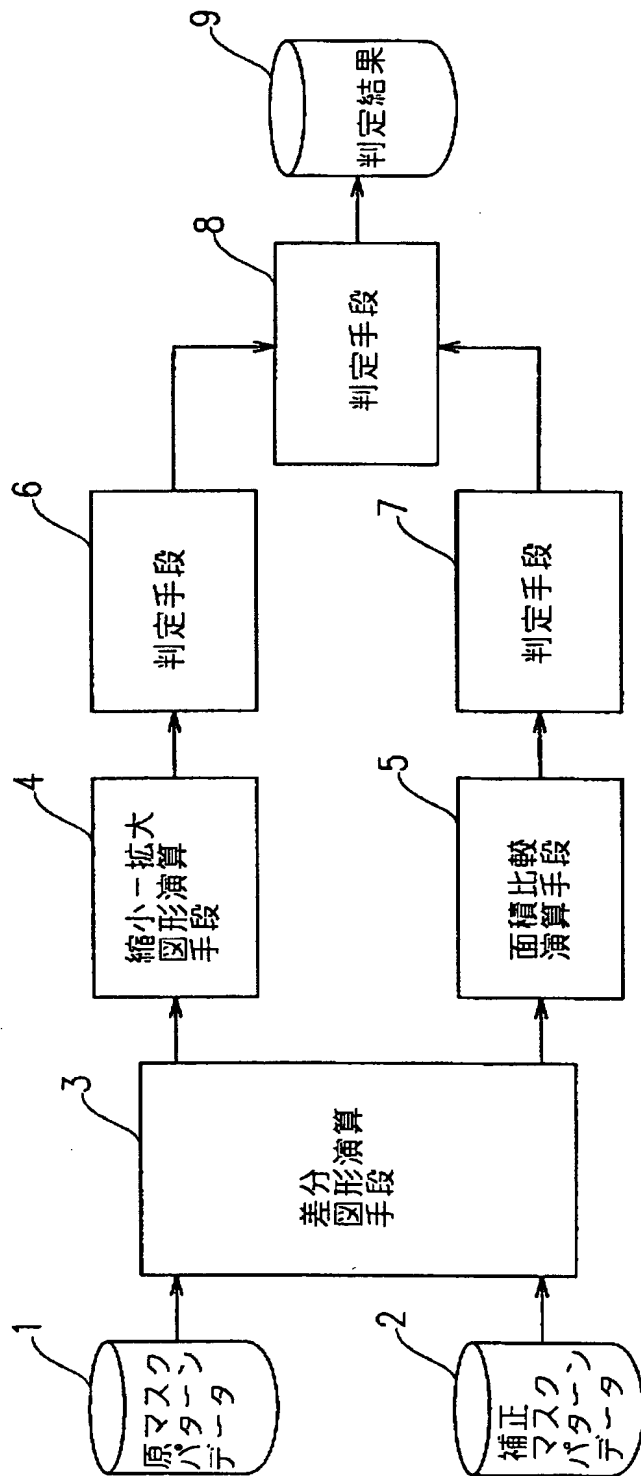 1
原マスク
パターン
データ
2
補正
マスク
パターン
データ
3
差分
図形演算
手段
4
縮小－拡大
図形演算
手段
5
面積比較
演算手段
6
判定手段
7
判定手段
8
判定手段
9
判定結果